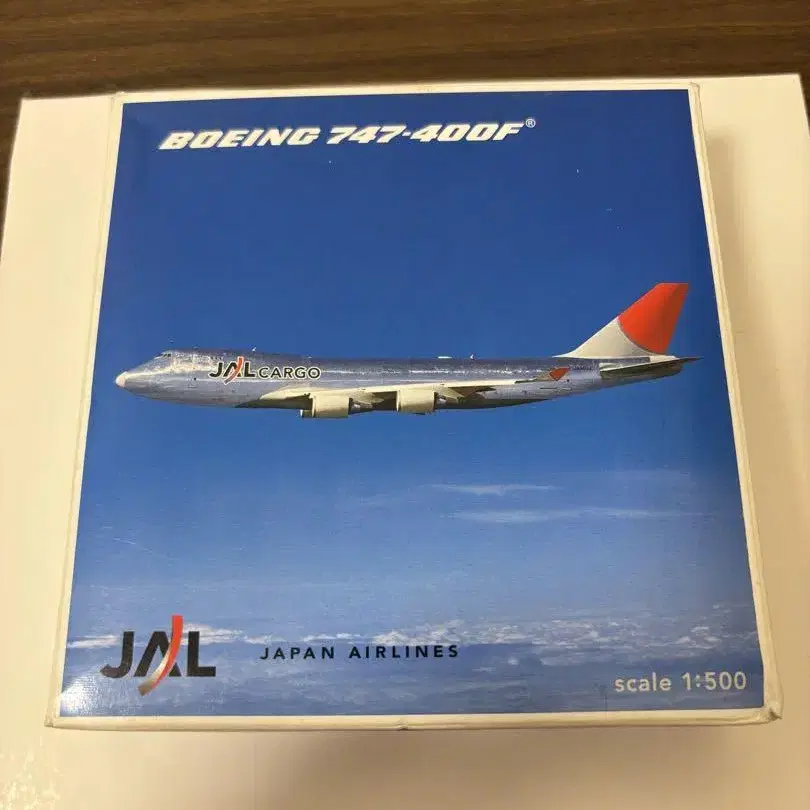 BOEING 747-400F®
JAL CARGO
JAL
JAPAN AIRLINES
scale 1:500